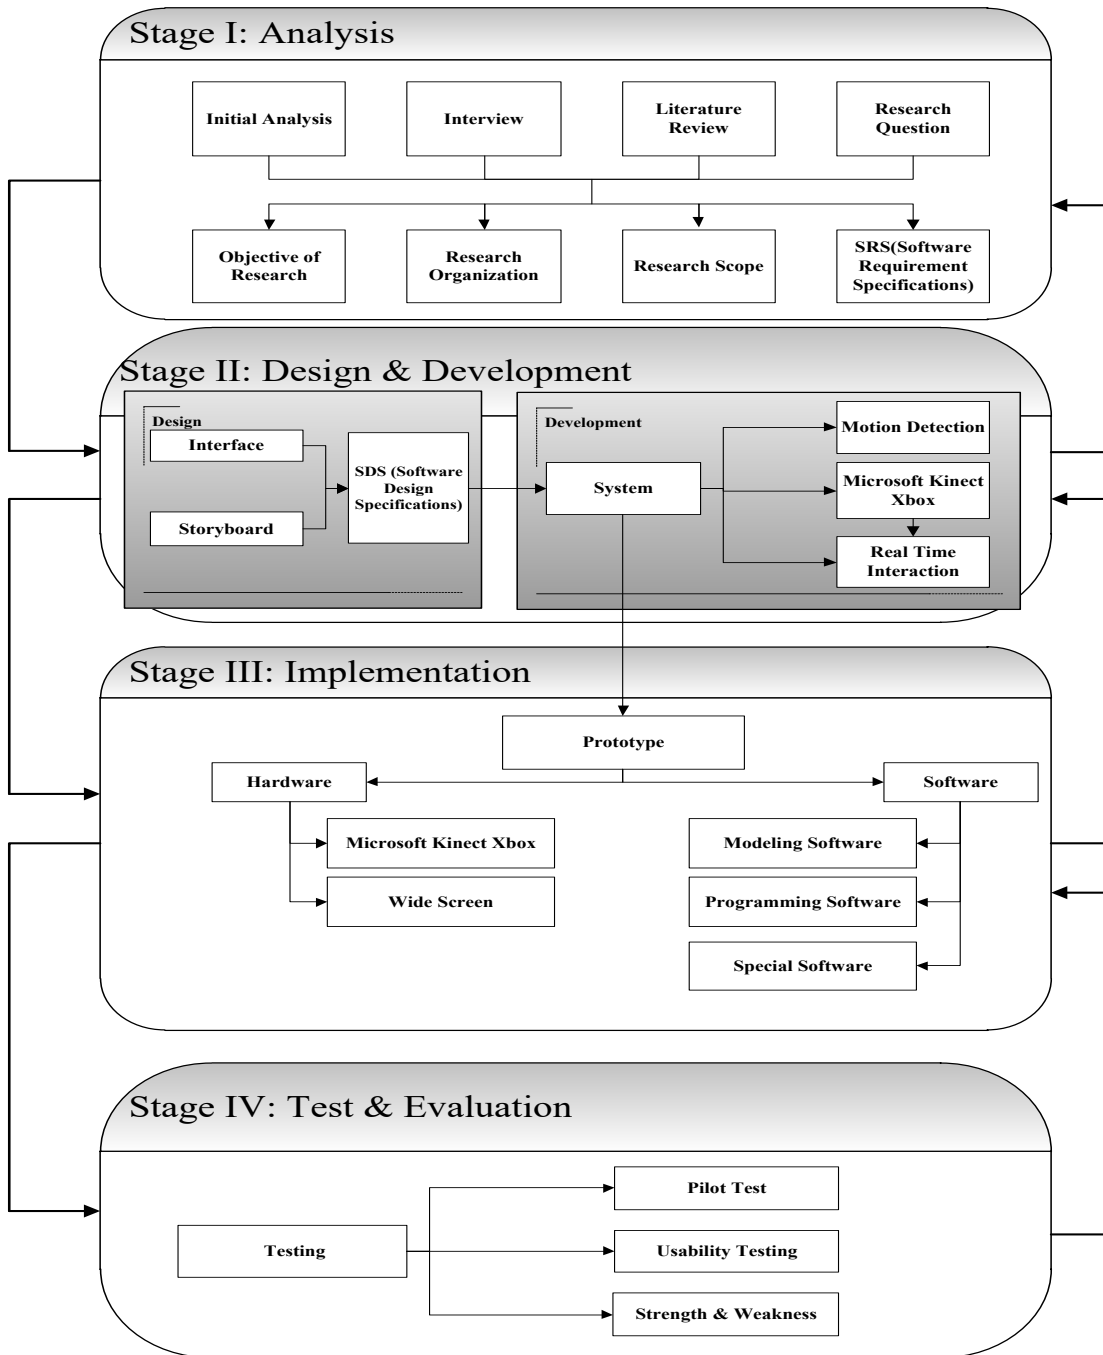 Stage I: Analysis
Initial Analysis
Interview
Literature
Review
Research
Question
Objective of
Research
Research
Organization
Research Scope
SRS(Software
Requirement
Specifications)
Stage II: Design & Development
Design
Interface
Storyboard
SDS (Software
Design
Specifications)
Development
System
Motion Detection
Microsoft Kinect
Xbox
Real Time
Interaction
Stage III: Implementation
Prototype
Hardware
Software
Microsoft Kinect Xbox
Modeling Software
Wide Screen
Programming Software
Special Software
Stage IV: Test & Evaluation
Testing
Pilot Test
Usability Testing
Strength & Weakness